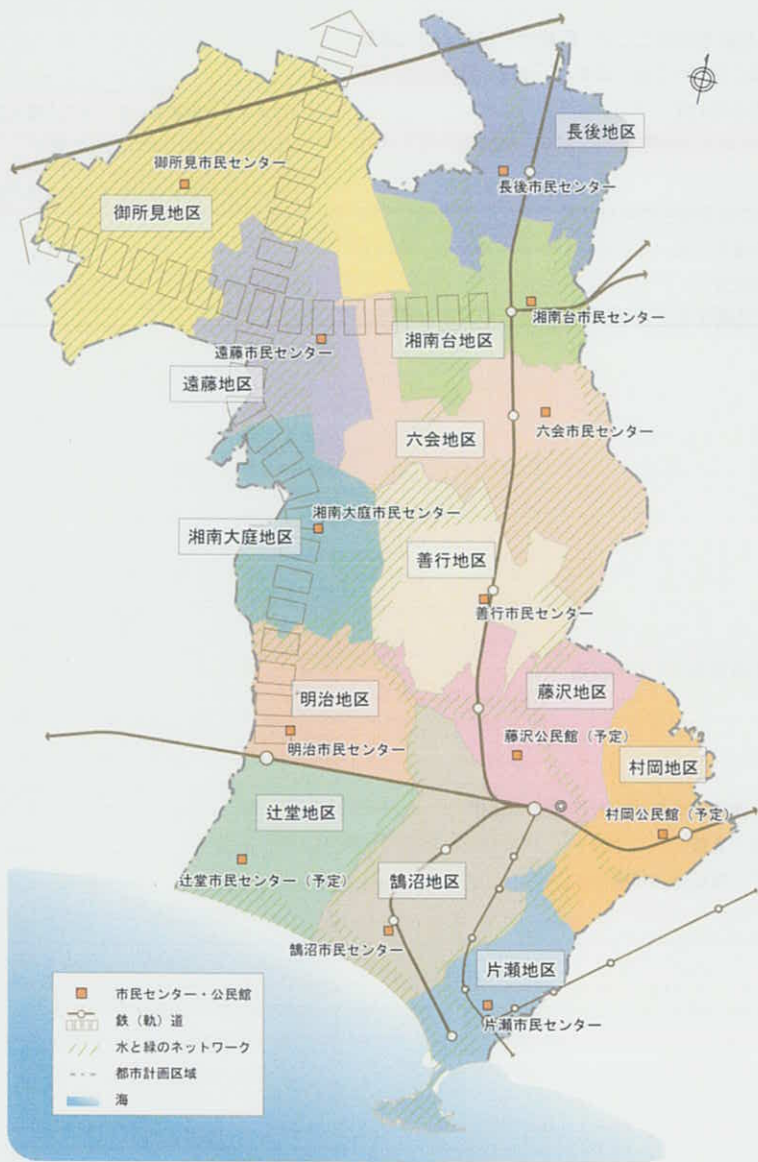 長後地区
御所見市民センター
長後市民センター
御所見地区
湘南台市民センター
湘南台地区
遠藤市民センター
遠藤地区
六会地区
六会市民センター
湘南大庭市民センター
湘南大庭地区
善行地区
善行市民センター
藤沢地区
明治地区
藤沢公民館（予定）
明治市民センター
村岡地区
辻堂地区
村岡公民館（予定）
辻堂市民センター（予定）
鵠沼地区
鵠沼市民センター
片瀬地区
片瀬市民センター
市民センター・公民館
鉄（軌）道
水と緑のネットワーク
都市計画区域
海